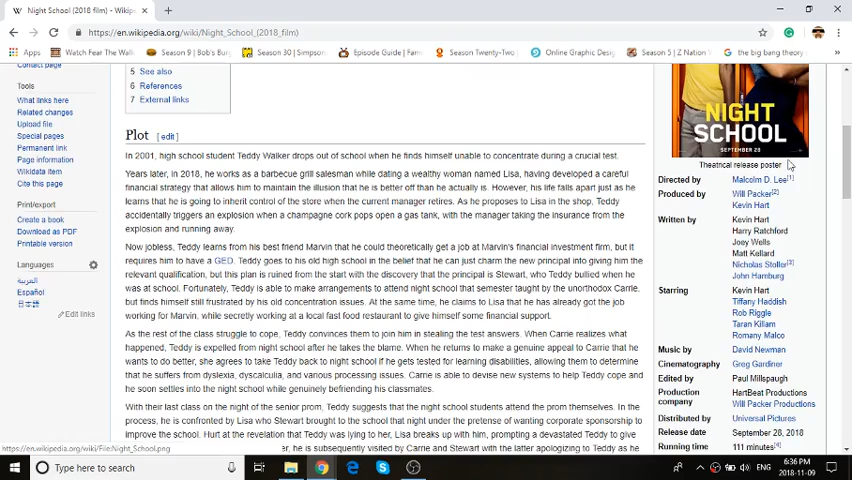 Night School (2018 film) - Wikip
https://en.wikipedia.org/wiki/Night_School_(2018_film)
Apps
Watch Fear The Wa
Season 9 | Bob's Bur
Season 30 | Simpson
Episode Guide | Fam
Season Twenty-Two
Online Graphic Desig
Season 5 | Z Nation
the big bang theory
Contact page
Tools
What links here
Related changes
Upload file
Special pages
Permanent link
Page information
Wikidata item
Cite this page
Print/export
Create a book
Download as PDF
Printable version
Languages
العربية
Español
日本語
Edit links
5 See also
6 References
7 External links
Plot [ edit ]
In 2001, high school student Teddy Walker drops out of school when he finds himself unable to concentrate during a crucial test.
Years later, in 2018, he works as a barbecue grill salesman while dating a wealthy woman named Lisa, having developed a careful
financial strategy that allows him to maintain the illusion that he is better off than he actually is. However, his life falls apart just as he
learns that he is going to inherit control of the store when the current manager retires. As he proposes to Lisa in the shop, Teddy
accidentally triggers an explosion when a champagne cork pops open a gas tank, with the manager taking the insurance from the
explosion and running away.
Now jobless, Teddy learns from his best friend Marvin that he could theoretically get a job at Marvin's financial investment firm, but it
requires him to have a GED. Teddy goes to his old high school in the belief that he can just charm the new principal into giving him the
relevant qualification, but this plan is ruined from the start with the discovery that the principal is Stewart, who Teddy bullied when he
was at school. Fortunately, Teddy is able to make arrangements to attend night school that semester taught by the unorthodox Carrie.
but finds himself still frustrated by his old concentration issues. At the same time, he claims to Lisa that he has already got the job
working for Marvin, while secretly working at a local fast food restaurant to give himself some financial support.
As the rest of the class struggle to cope, Teddy convinces them to join him in stealing the test answers. When Carrie realizes what
happened, Teddy is expelled from night school after he takes the blame. When he returns to make a genuine appeal to Carrie that he
wants to do better, she agrees to take Teddy back to night school if he gets tested for learning disabilities, allowing them to determine
that he suffers from dyslexia, dyscalculia, and various processing issues. Carrie is able to devise new systems to help Teddy cope and
he soon settles into the night school while genuinely befriending his classmates.
With their last class on the night of the senior prom, Teddy suggests that the night school students attend the prom themselves. In the
process, he is confronted by Lisa who Stewart brought to the school that night under the pretense of wanting corporate sponsorship to
improve the school. Hurt at the revelation that Teddy was lying to her, Lisa breaks up with him, prompting a devastated Teddy to give
er, he is subsequently visited by Carrie and Stewart with the latter apologizing to Teddy as he
NIGHT
SCHOOL
SEPTEMBER 28
Theatrical release poster
Directed by Malcolm D. Lee[1]
Produced by Will Packer[2]
Kevin Hart
Written by Kevin Hart
Harry Ratchford
Joey Wells
Matt Kellard
Nicholas Stoller[3]
John Hamburg
Starring Kevin Hart
Tiffany Haddish
Rob Riggle
Taran Killam
Romany Malco
Music by David Newman
Cinematography Greg Gardiner
Edited by Paul Millspaugh
Production HartBeat Productions
company Will Packer Productions
Distributed by Universal Pictures
Release date September 28, 2018
Running time 111 minutes[4]
https://en.wikipedia.org/wiki/File:Night_School.png
Type here to search
ENG
6:36 PM
2018-11-09